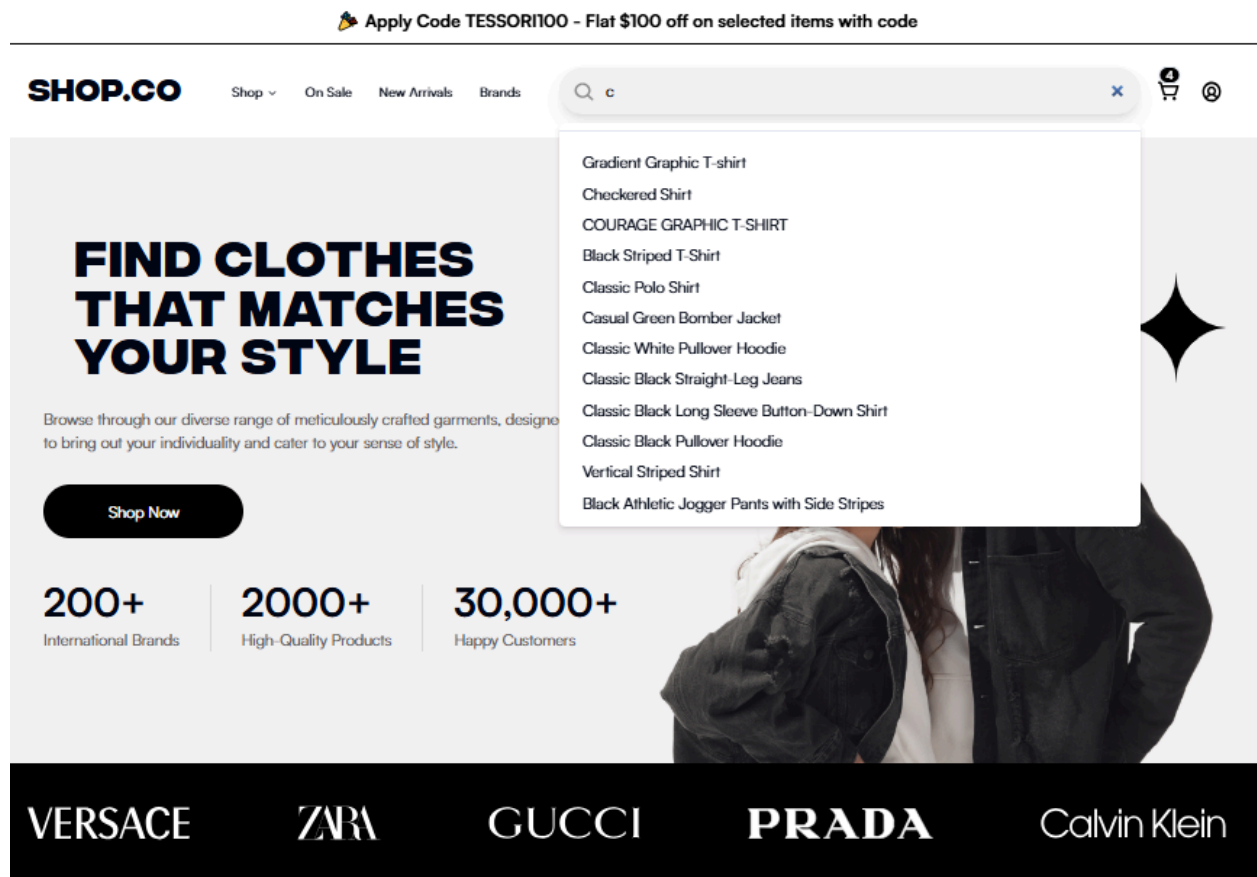 Apply Code TESSORI100 - Flat $100 off on selected items with code
SHOP.CO
Shop
On Sale
New Arrivals
Brands
c
4
Gradient Graphic T-shirt
Checkered Shirt
COURAGE GRAPHIC T-SHIRT
Black Striped T-Shirt
Classic Polo Shirt
Casual Green Bomber Jacket
Classic White Pullover Hoodie
Classic Black Straight-Leg Jeans
Classic Black Long Sleeve Button-Down Shirt
Classic Black Pullover Hoodie
Vertical Striped Shirt
Black Athletic Jogger Pants with Side Stripes
FIND CLOTHES
THAT MATCHES
YOUR STYLE
Browse through our diverse range of meticulously crafted garments, designe
to bring out your individuality and cater to your sense of style.
Shop Now
200+
International Brands
2000+
High-Quality Products
30,000+
Happy Customers
VERSACE
ZARA
GUCCI
PRADA
Calvin Klein